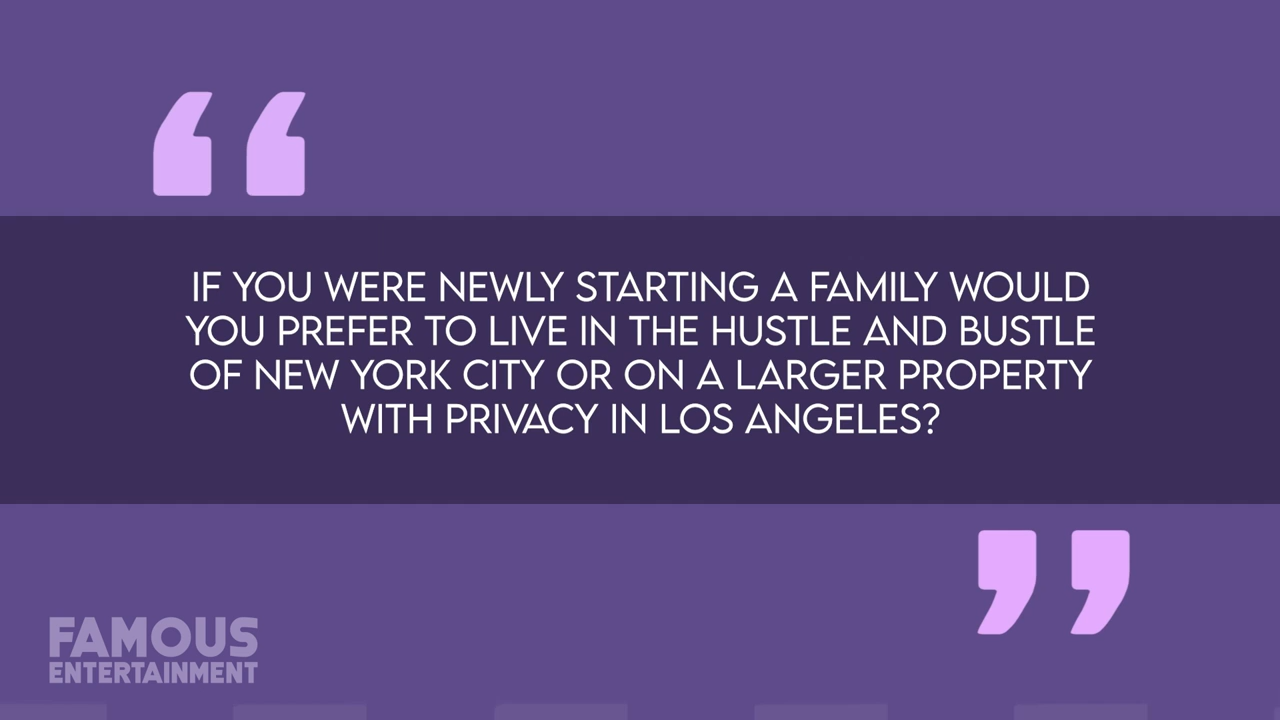 IF YOU WERE NEWLY STARTING A FAMILY WOULD
YOU PREFER TO LIVE IN THE HUSTLE AND BUSTLE
OF NEW YORK CITY OR ON A LARGER PROPERTY
WITH PRIVACY IN LOS ANGELES?
FAMOUS
ENTERTAINMENT